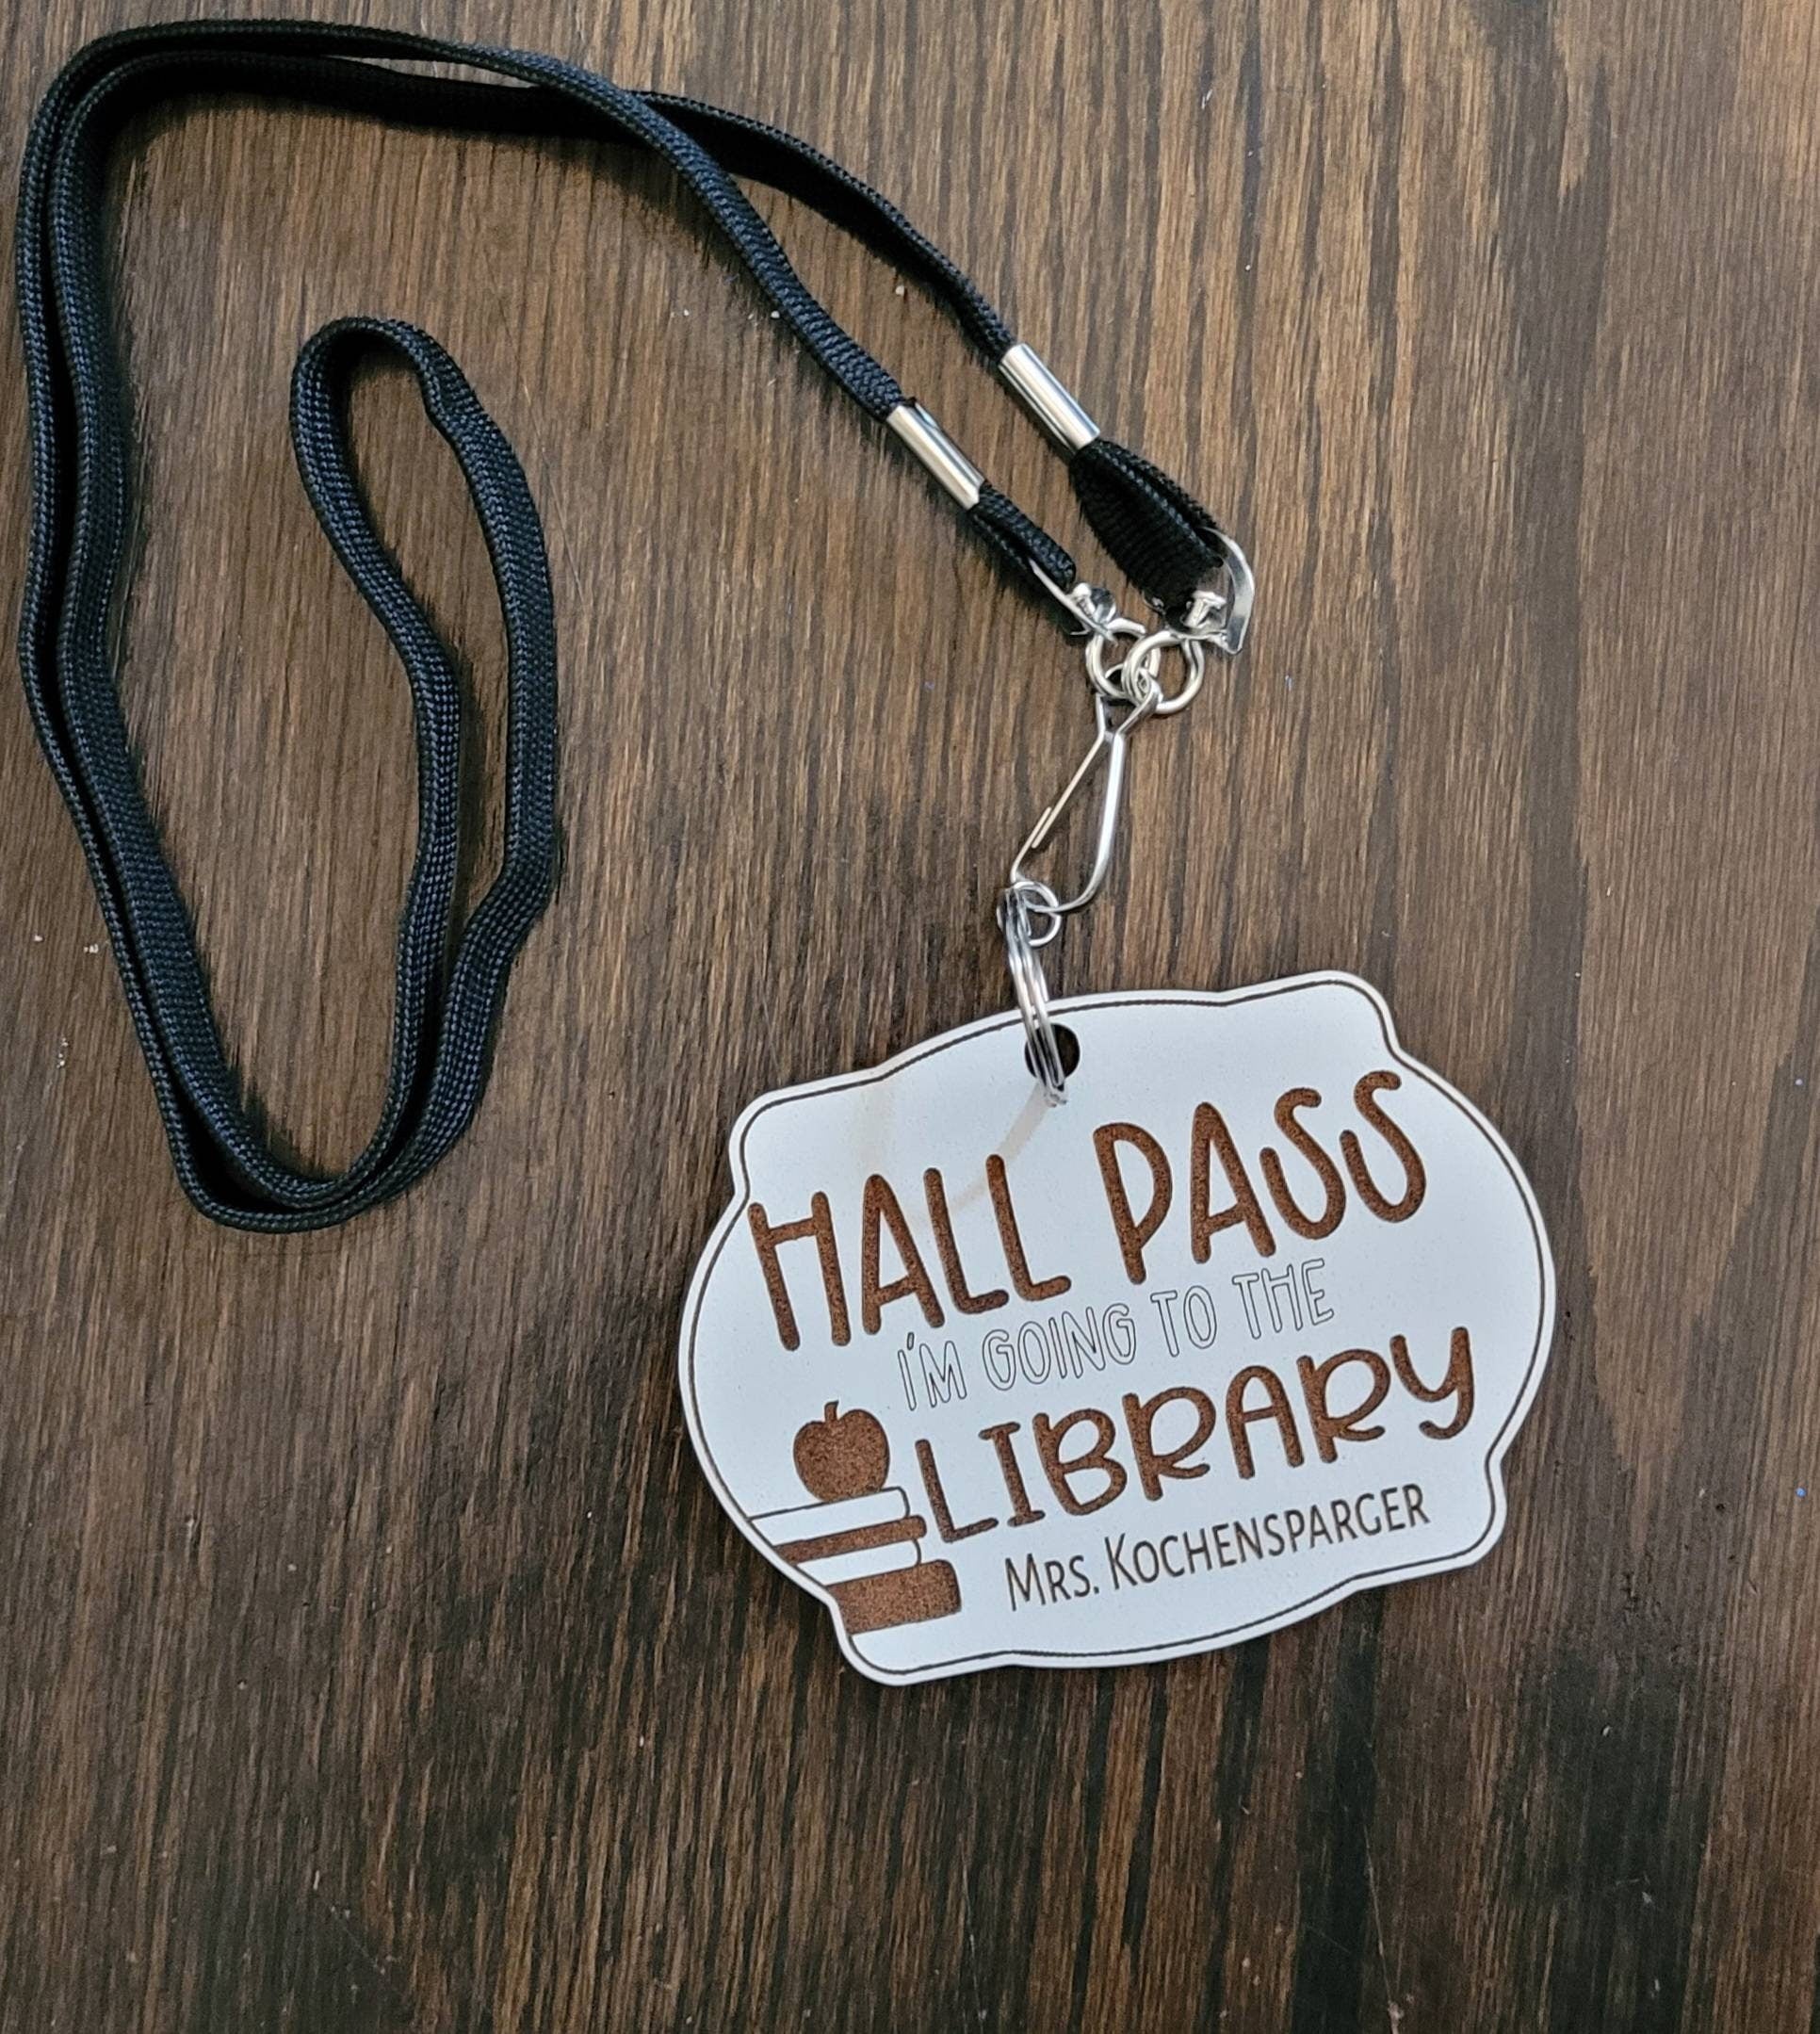 HALL PASS
I'M GOING TO THE
LIBRARY
MRS. KOCHENSPARGER